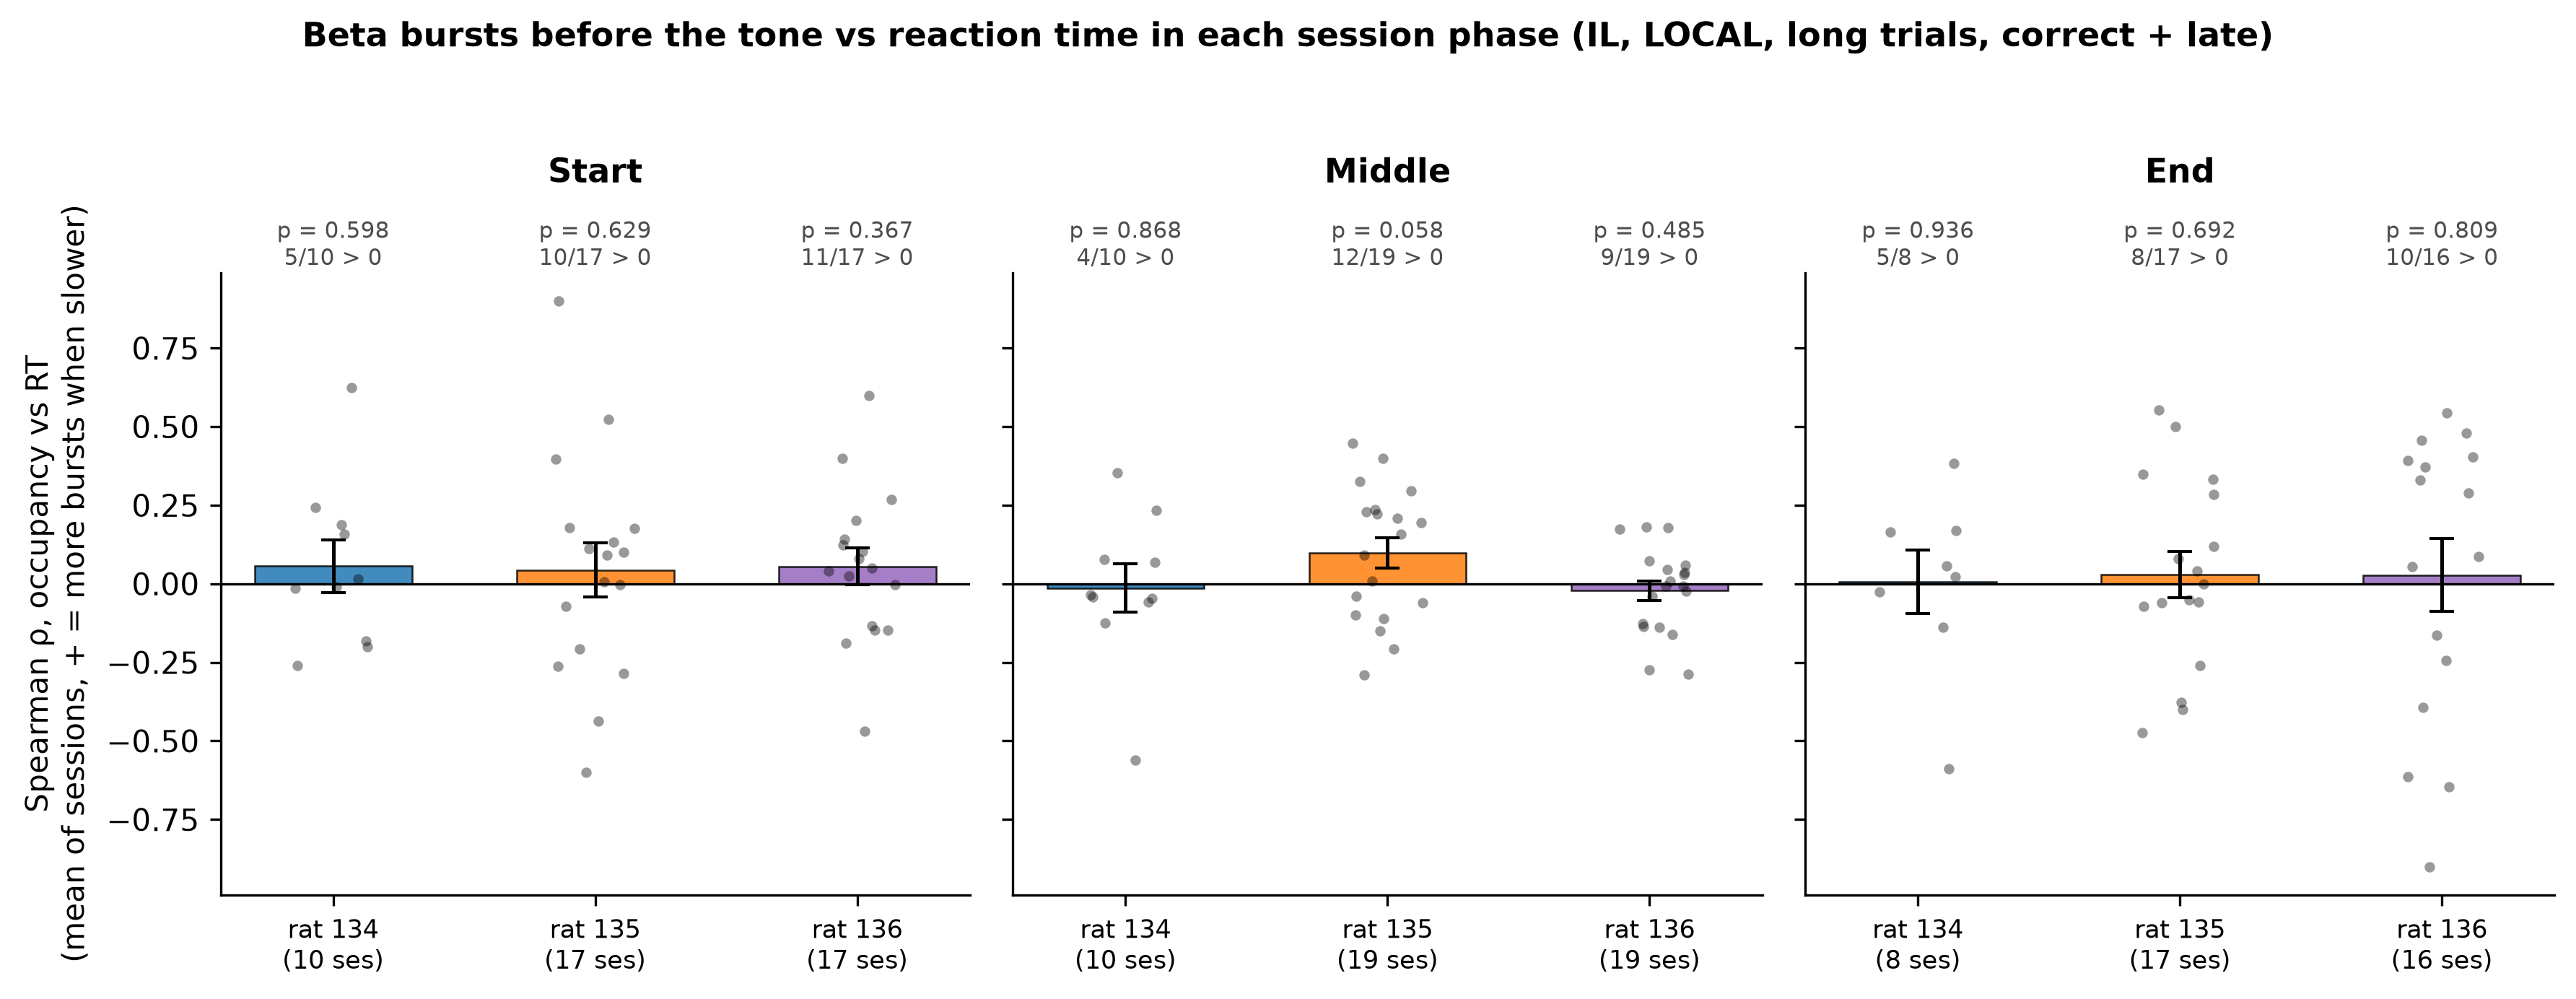 Beta bursts before the tone vs reaction time in each session phase (IL, LOCAL, long trials, correct + late)
Spearman ρ, occupancy vs RT
(mean of sessions, + = more bursts when slower)
Start
p = 0.598
5/10 > 0
p = 0.629
10/17 > 0
p = 0.367
11/17 > 0
0.75
0.50
0.25
0.00
−0.25
−0.50
−0.75
rat 134
(10 ses)
rat 135
(17 ses)
rat 136
(17 ses)
Middle
p = 0.868
4/10 > 0
p = 0.058
12/19 > 0
p = 0.485
9/19 > 0
rat 134
(10 ses)
rat 135
(19 ses)
rat 136
(19 ses)
End
p = 0.936
5/8 > 0
p = 0.692
8/17 > 0
p = 0.809
10/16 > 0
rat 134
(8 ses)
rat 135
(17 ses)
rat 136
(16 ses)